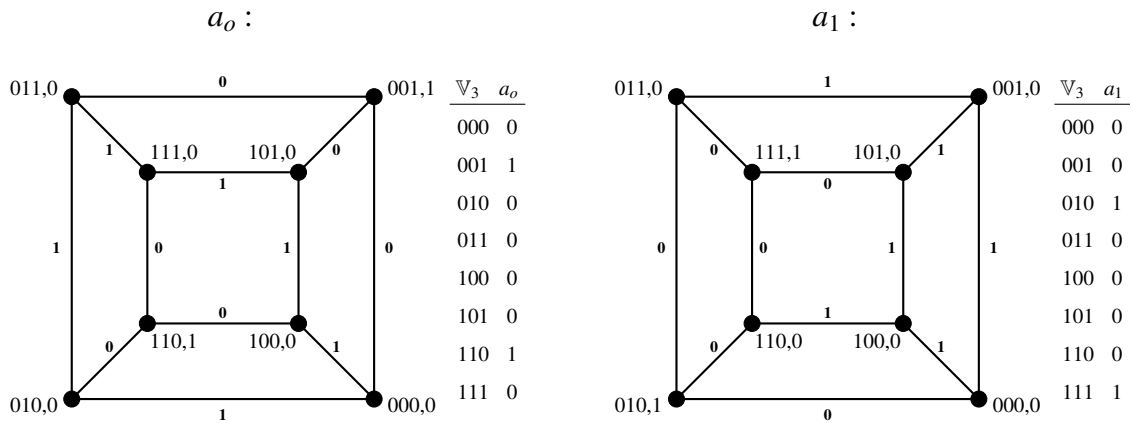 a_o :
011,0 0 001,1
1 111,0 101,0 0
1
1 0 1 0
0
0 110,1 100,0 1
010,0 1 000,0
𝕍₃ a_o
000 0
001 1
010 0
011 0
100 0
101 0
110 1
111 0
a_1 :
011,0 1 001,0
0 111,1 101,0 1
0
0 0 1 1
1
0 110,0 100,0 1
010,1 0 000,0
𝕍₃ a_1
000 0
001 0
010 1
011 0
100 0
101 0
110 0
111 1